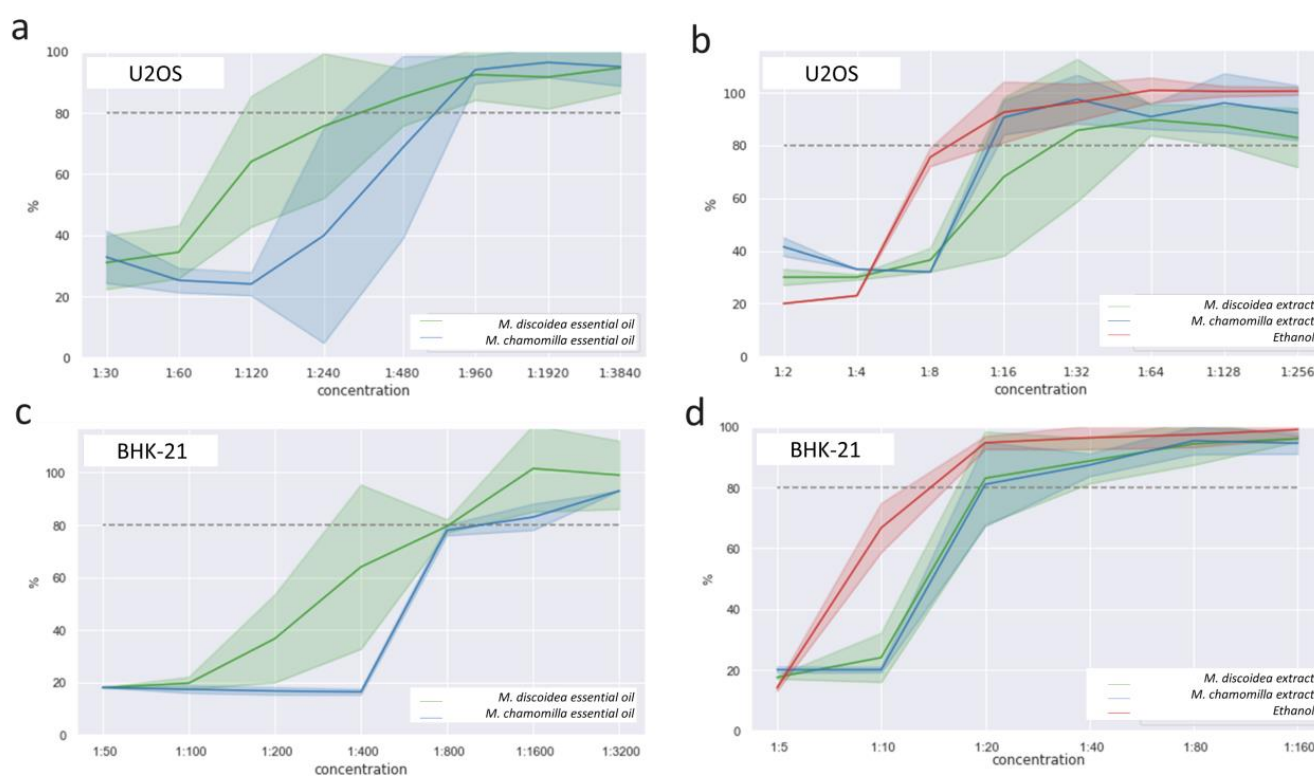 a
U2OS
100
80
60
40
20
0
%
1:30 1:60 1:120 1:240 1:480 1:960 1:1920 1:3840
concentration
M. discoidea essential oil
M. chamomilla essential oil
b
U2OS
100
80
60
40
20
0
%
1:2 1:4 1:8 1:16 1:32 1:64 1:128 1:256
concentration
M. discoidea extract
M. chamomilla extract
Ethanol
c
BHK-21
100
80
60
40
20
0
%
1:50 1:100 1:200 1:400 1:800 1:1600 1:3200
concentration
M. discoidea essential oil
M. chamomilla essential oil
d
BHK-21
100
80
60
40
20
0
%
1:5 1:10 1:20 1:40 1:80 1:160
concentration
M. discoidea extract
M. chamomilla extract
Ethanol